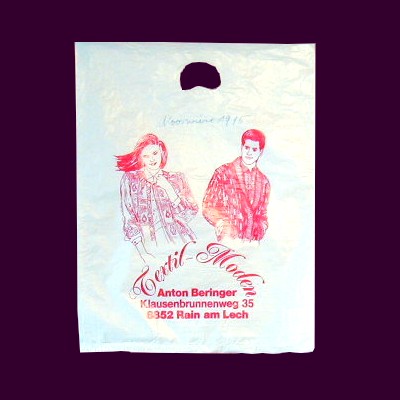 Textil-Moden
Anton Beringer
Klausenbrunnenweg 35
8852 Rain am Lech